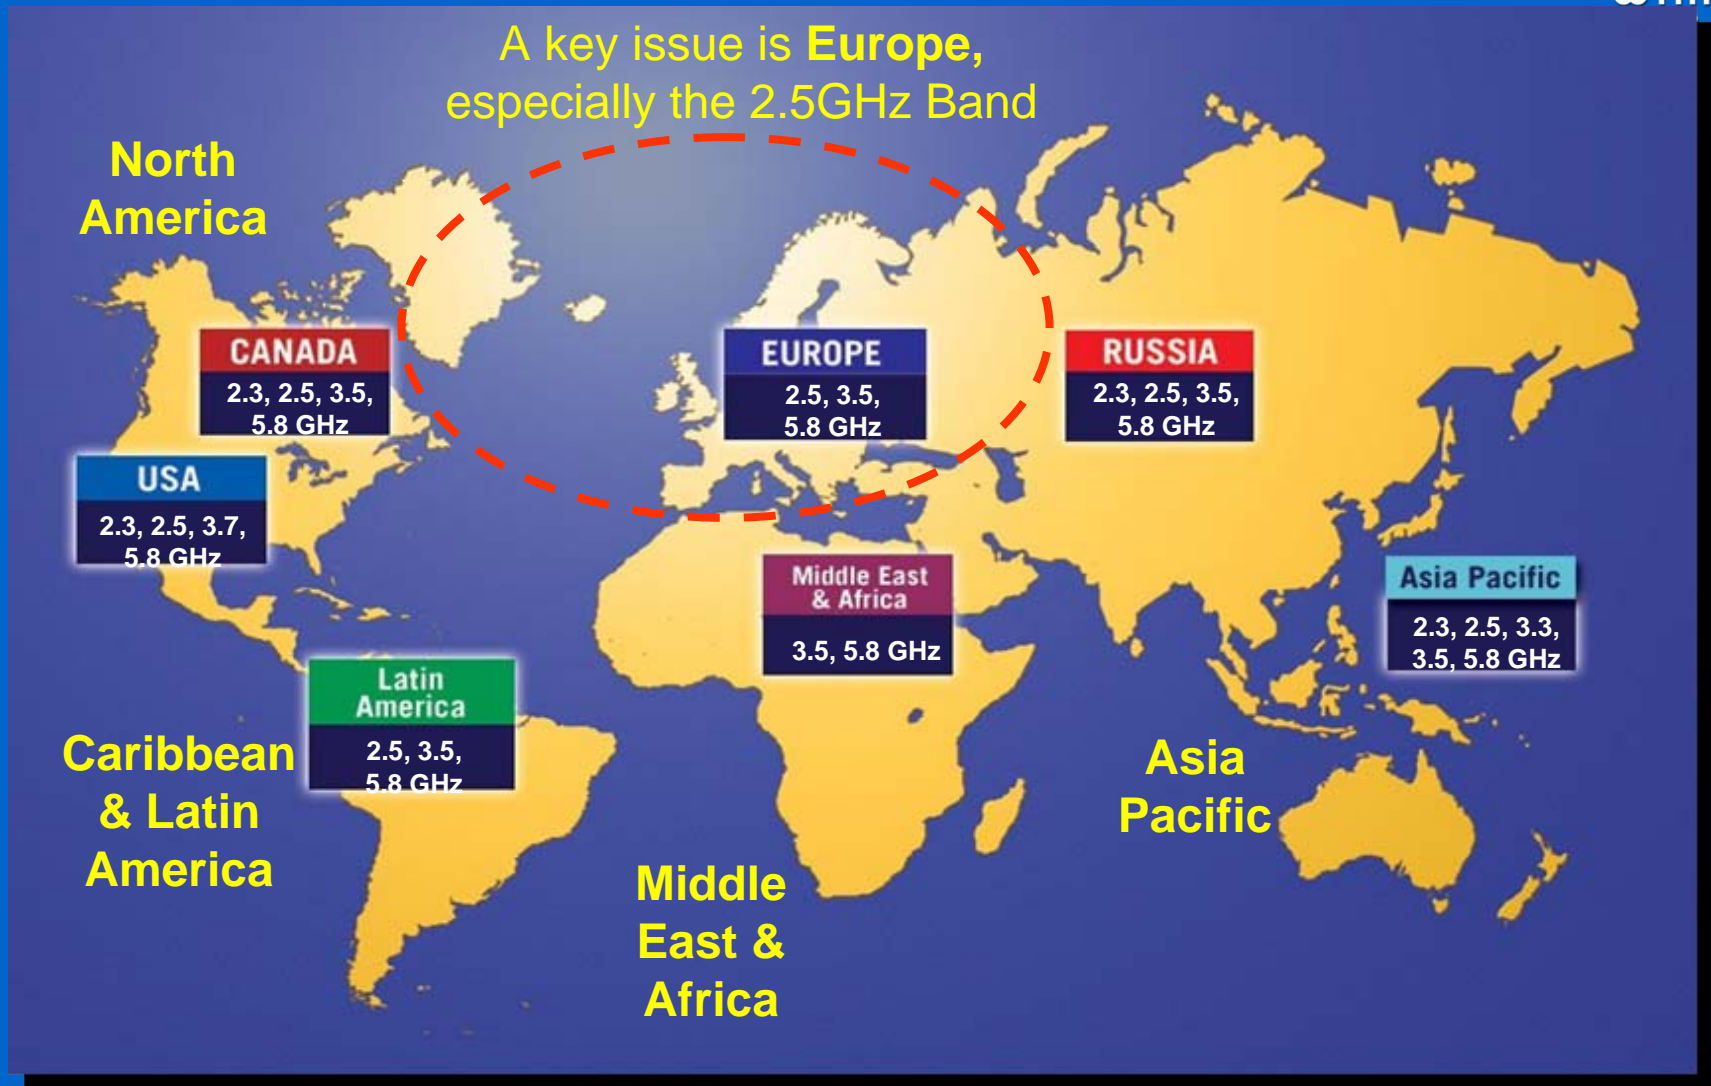 A key issue is Europe,
especially the 2.5GHz Band
North
America
CANADA
2.3, 2.5, 3.5,
5.8 GHz
EUROPE
2.5, 3.5,
5.8 GHz
RUSSIA
2.3, 2.5, 3.5,
5.8 GHz
USA
2.3, 2.5, 3.7,
5.8 GHz
Middle East
& Africa
3.5, 5.8 GHz
Asia Pacific
2.3, 2.5, 3.3,
3.5, 5.8 GHz
Latin
America
2.5, 3.5,
5.8 GHz
Caribbean
& Latin
America
Asia
Pacific
Middle
East &
Africa